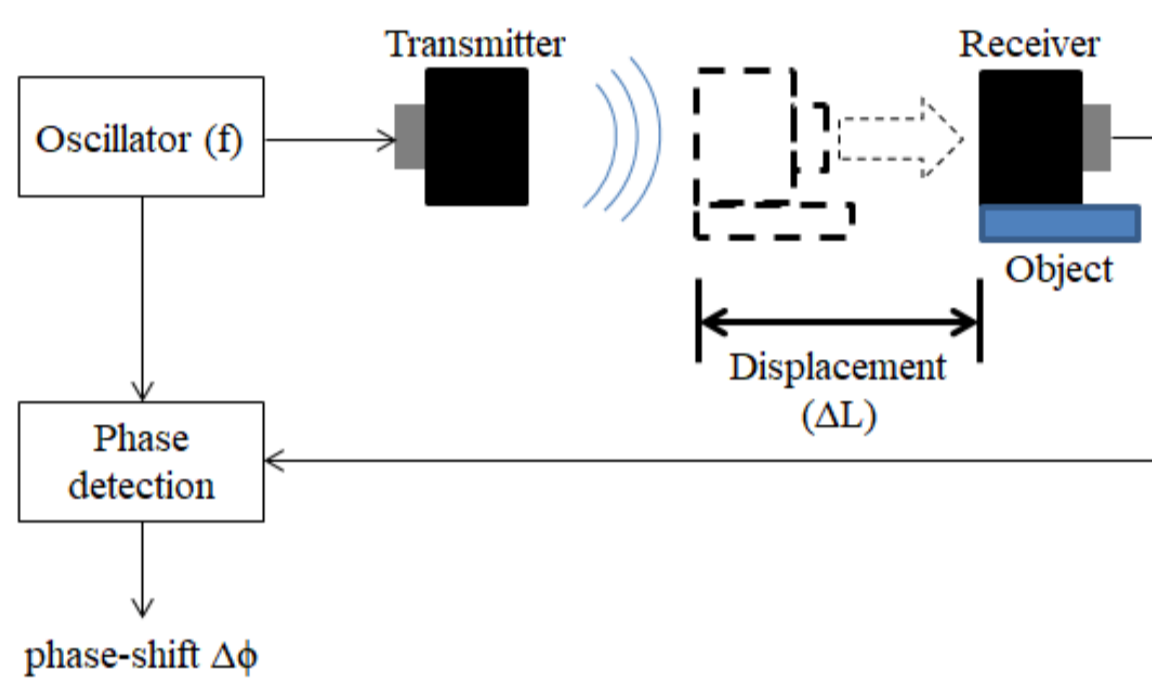 Transmitter
Receiver
Oscillator (f)
Object
Displacement
(ΔL)
Phase
detection
phase-shift Δϕ